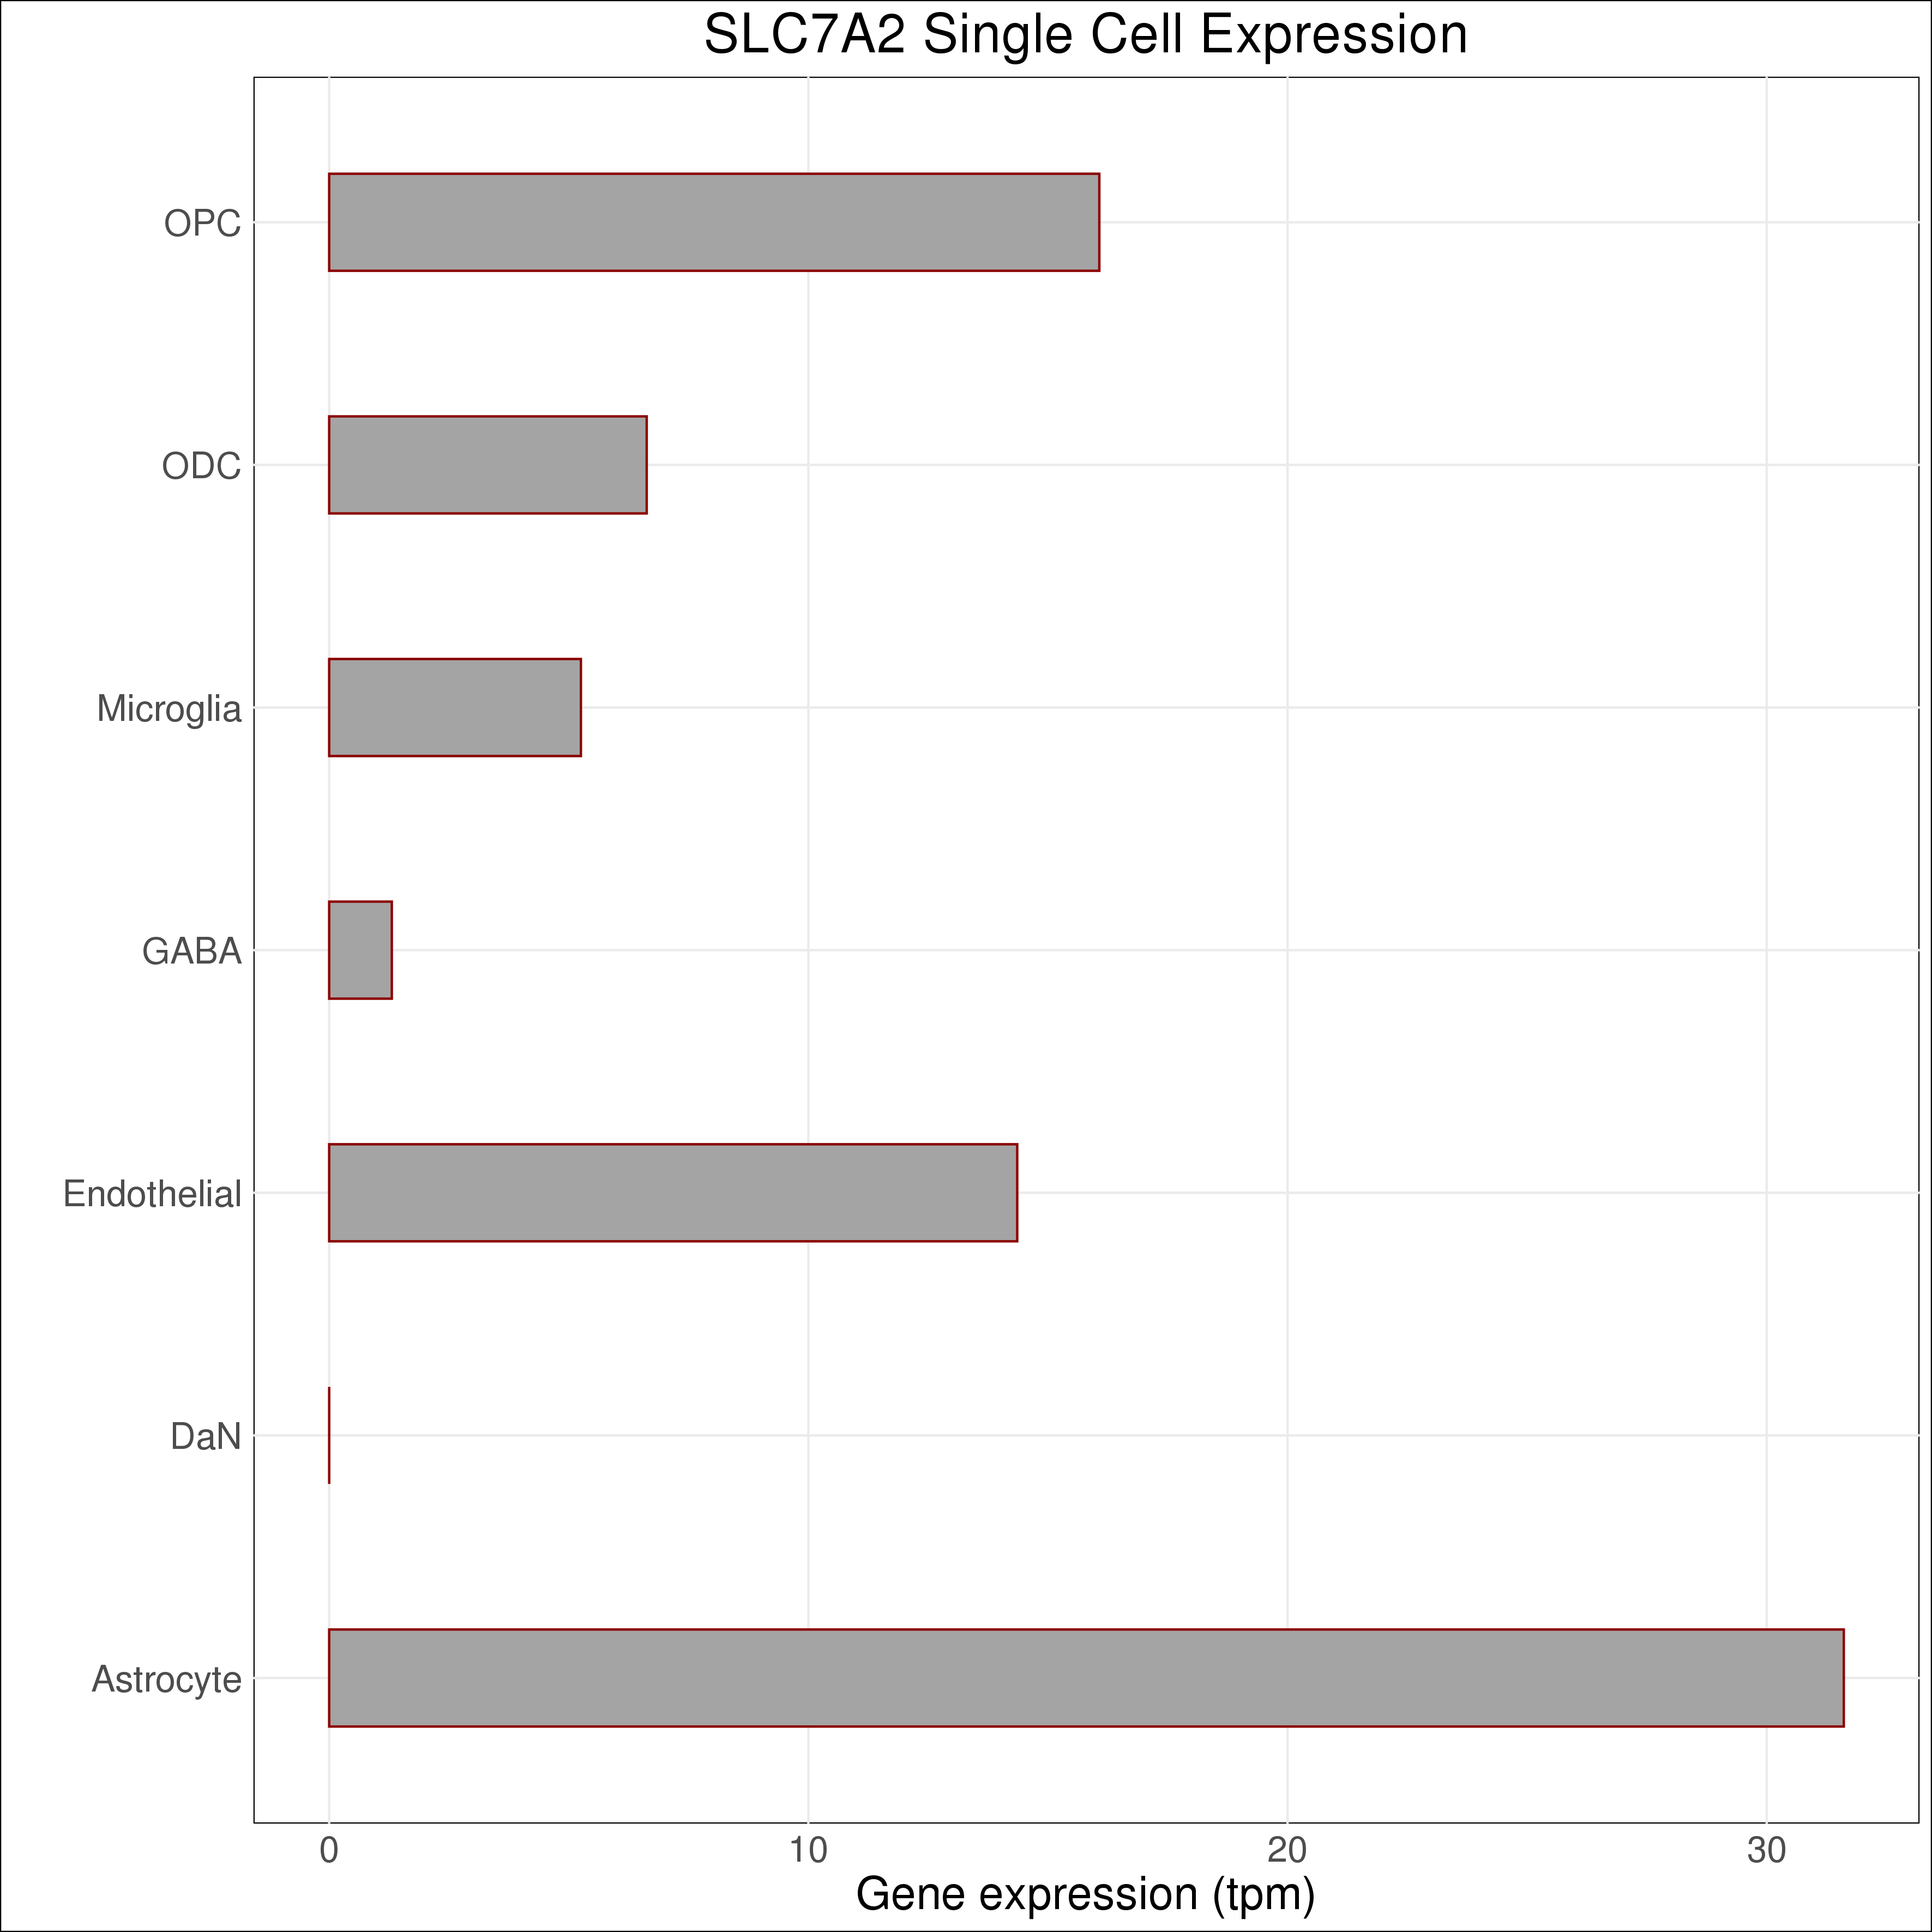 SLC7A2 Single Cell Expression
OPC
ODC
Microglia
GABA
Endothelial
DaN
Astrocyte
0 10 20 30
Gene expression (tpm)